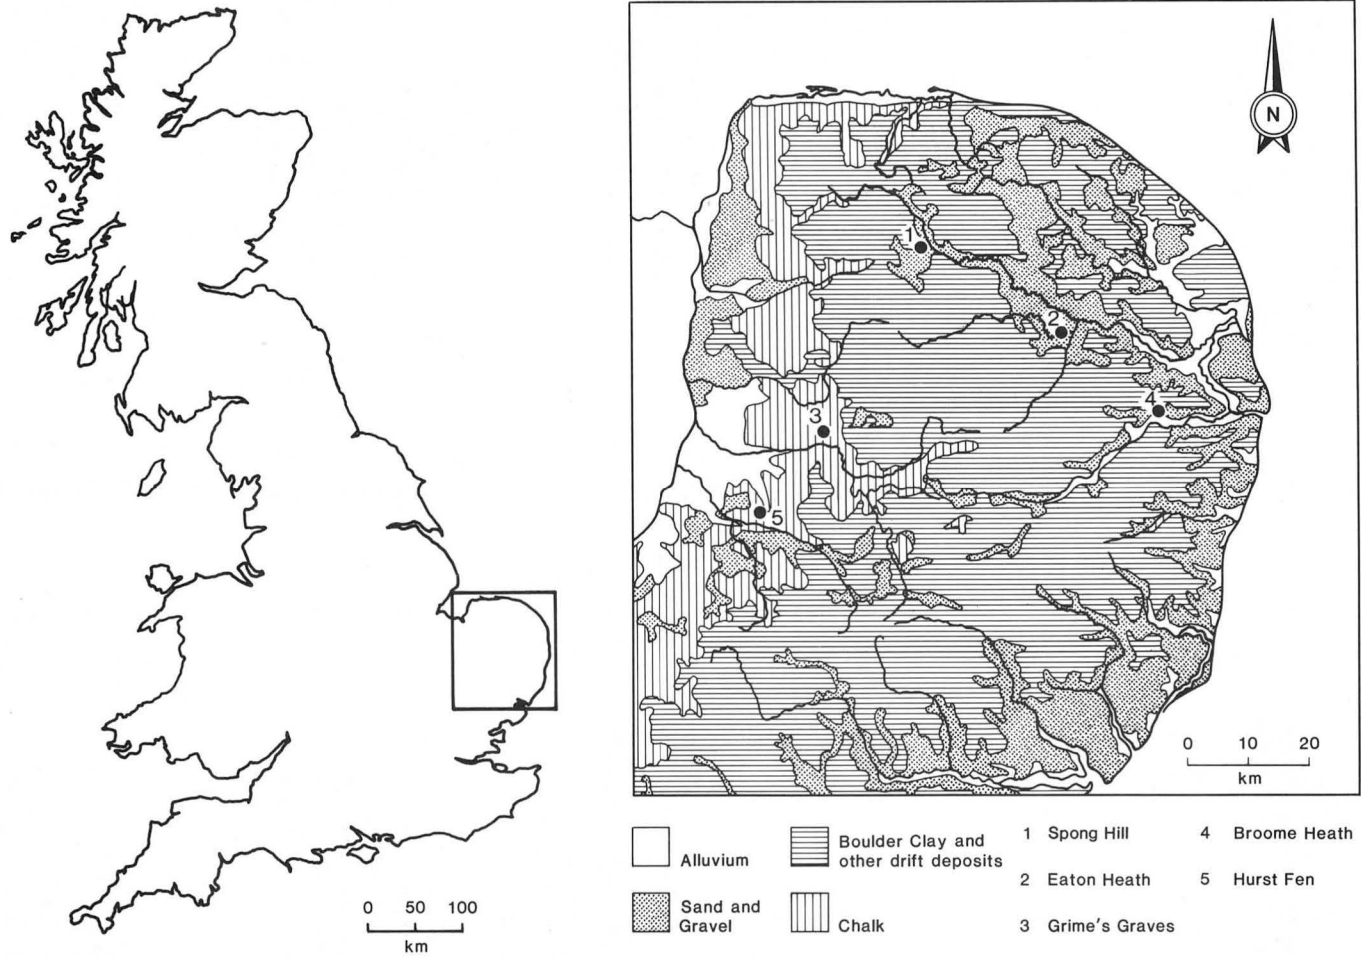 N
1
2
3
4
5
0 10 20
km
0 50 100
km
Alluvium
Sand and
Gravel
Boulder Clay and
other drift deposits
Chalk
1 Spong Hill
2 Eaton Heath
3 Grime's Graves
4 Broome Heath
5 Hurst Fen